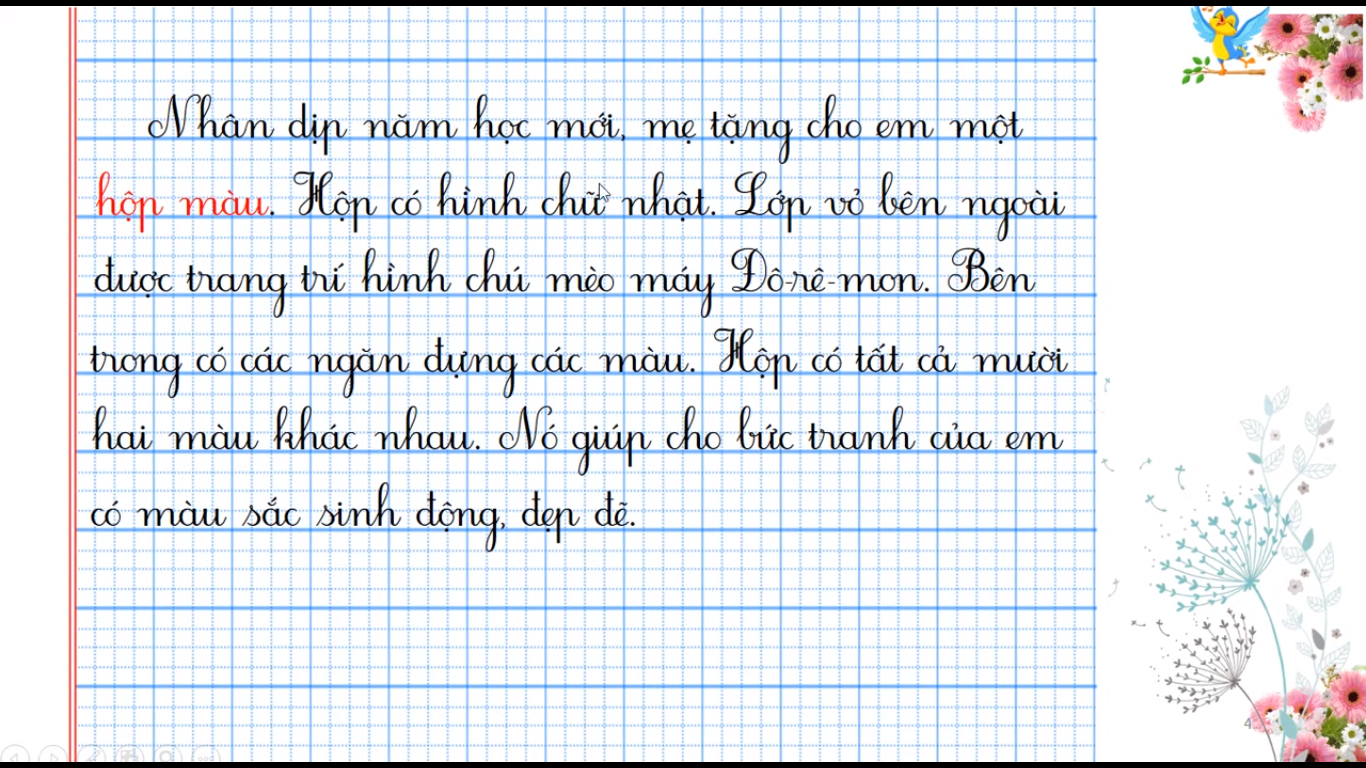 Nhân dịp năm học mới, mẹ tặng cho em một
hộp màu. Hộp có hình chữ nhật. Lớp vỏ bên ngoài
được trang trí hình chú mèo máy Đô-rê-mon. Bên
trong có các ngăn đựng các màu. Hộp có tất cả mười
hai màu khác nhau. Nó giúp cho bức tranh của em
có màu sắc sinh động, đẹp đẽ.
4